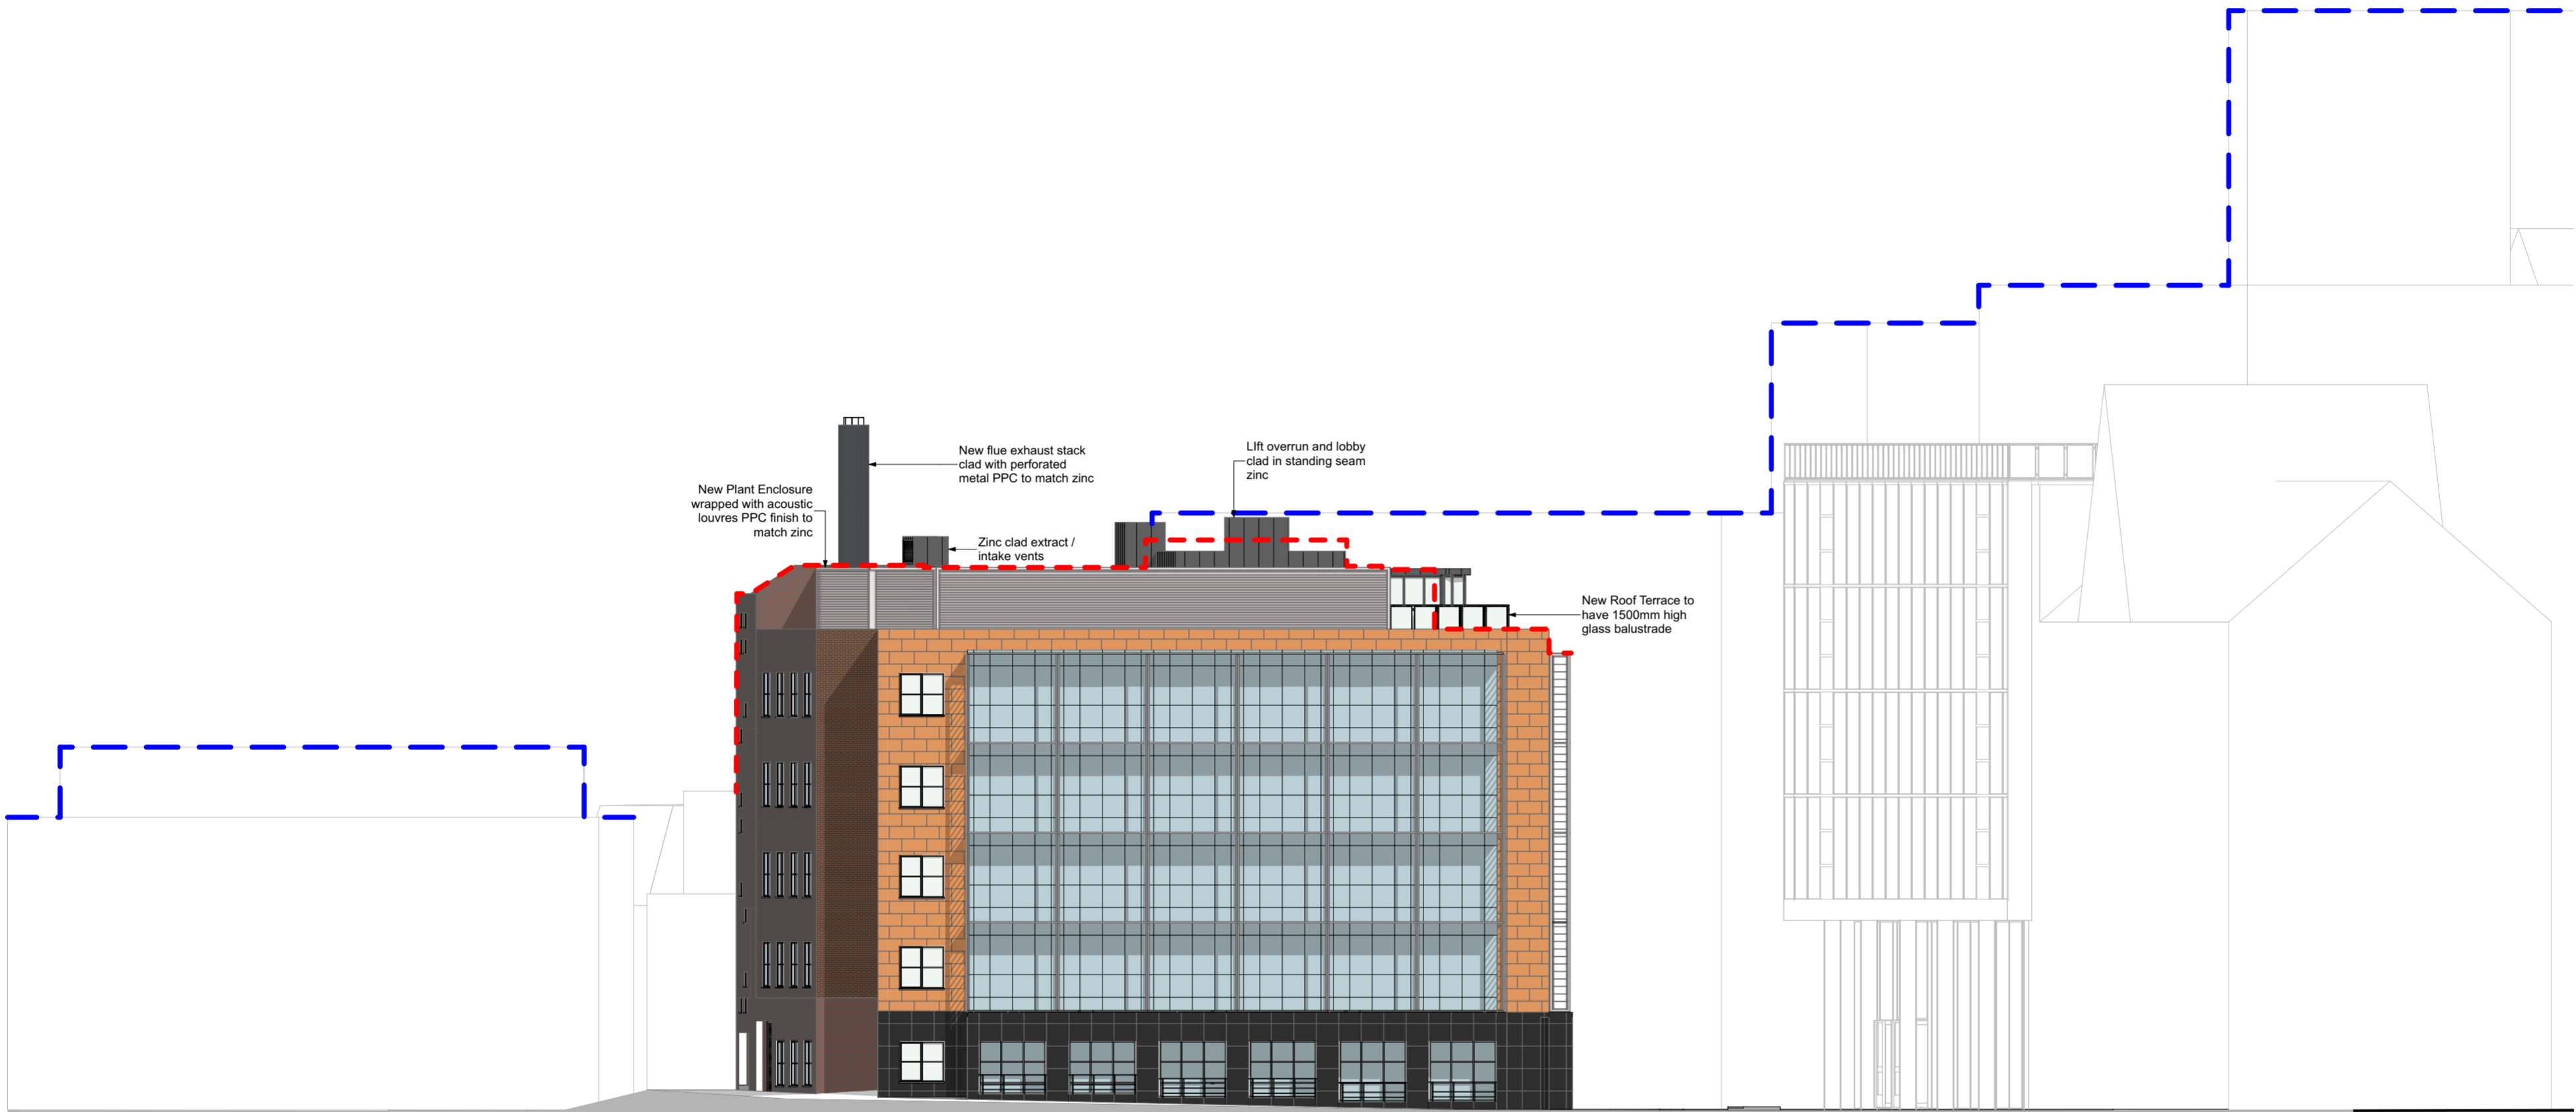 New flue exhaust stack
clad with perforated
metal PPC to match zinc
LIft overrun and lobby
clad in standing seam
zinc
New Plant Enclosure
wrapped with acoustic
louvres PPC finish to
match zinc
Zinc clad extract /
intake vents
New Roof Terrace to
have 1500mm high
glass balustrade